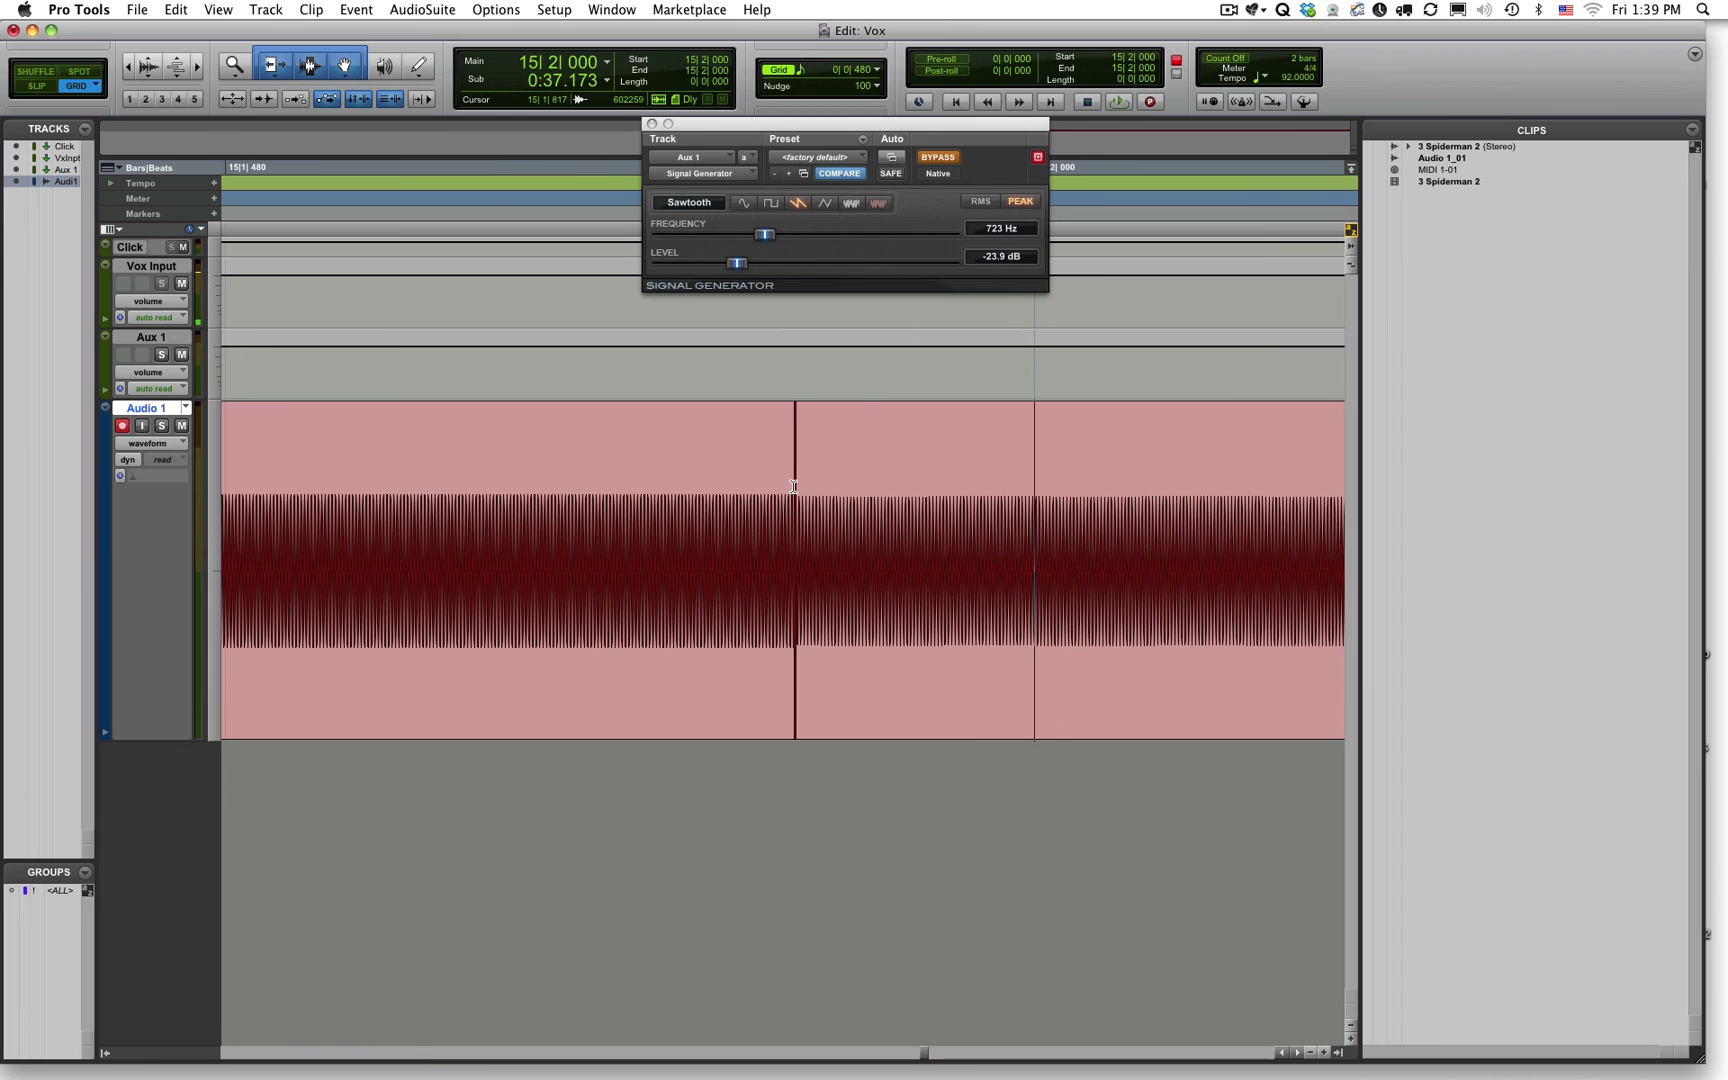 Pro Tools File Edit View Track Clip Event AudioSuite Options Setup Window Marketplace Help Fri 1:39 PM
Edit: Vox
SHUFFLE SPOT
SLIP GRID
1 2 3 4 5
Main 15| 2| 000
Sub 0:37.173
Start 15| 2| 000
End 15| 2| 000
Length 0| 0| 000
Cursor 15| 1| 817 602259 Dly S M
Grid 0| 0| 480
Nudge 100
Pre-roll 0| 0| 000
Post-roll 0| 0| 000
Start 15| 2| 000
End 15| 2| 000
Length 0| 0| 000
Count Off 2 bars
Meter 4/4
Tempo 92.0000
TRACKS
Click
VxInpt
Aux 1
Audi1
Bars|Beats
15|1| 480
2| 000
Tempo
Meter
Markers
Track Preset Auto
Aux 1 a <factory default> BYPASS
Signal Generator - + COMPARE SAFE Native
Sawtooth RMS PEAK
FREQUENCY 723 Hz
LEVEL -23.9 dB
SIGNAL GENERATOR
Click S M
Vox Input
S M
volume
auto read
Aux 1
S M
volume
auto read
Audio 1
I S M
waveform
dyn read
GROUPS
! <ALL>
CLIPS
3 Spiderman 2 (Stereo)
Audio 1_01
MIDI 1-01
3 Spiderman 2